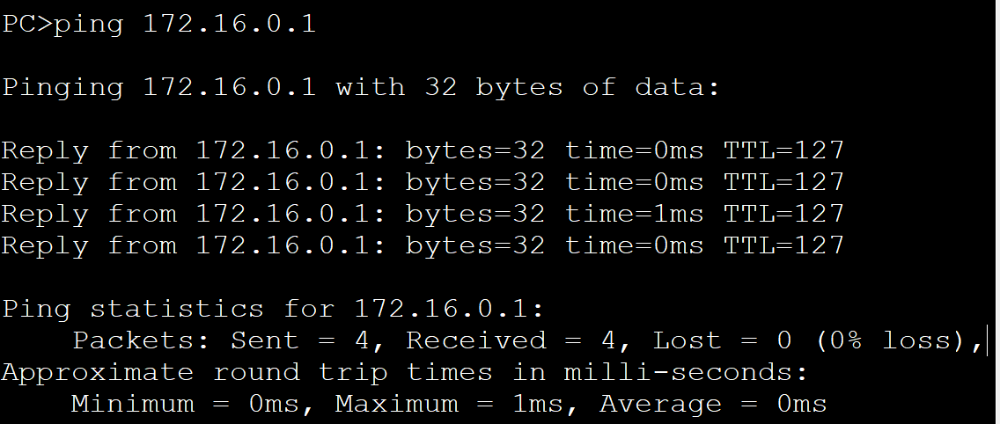 PC>ping 172.16.0.1
Pinging 172.16.0.1 with 32 bytes of data:
Reply from 172.16.0.1: bytes=32 time=0ms TTL=127
Reply from 172.16.0.1: bytes=32 time=0ms TTL=127
Reply from 172.16.0.1: bytes=32 time=1ms TTL=127
Reply from 172.16.0.1: bytes=32 time=0ms TTL=127
Ping statistics for 172.16.0.1:
    Packets: Sent = 4, Received = 4, Lost = 0 (0% loss),
Approximate round trip times in milli-seconds:
    Minimum = 0ms, Maximum = 1ms, Average = 0ms